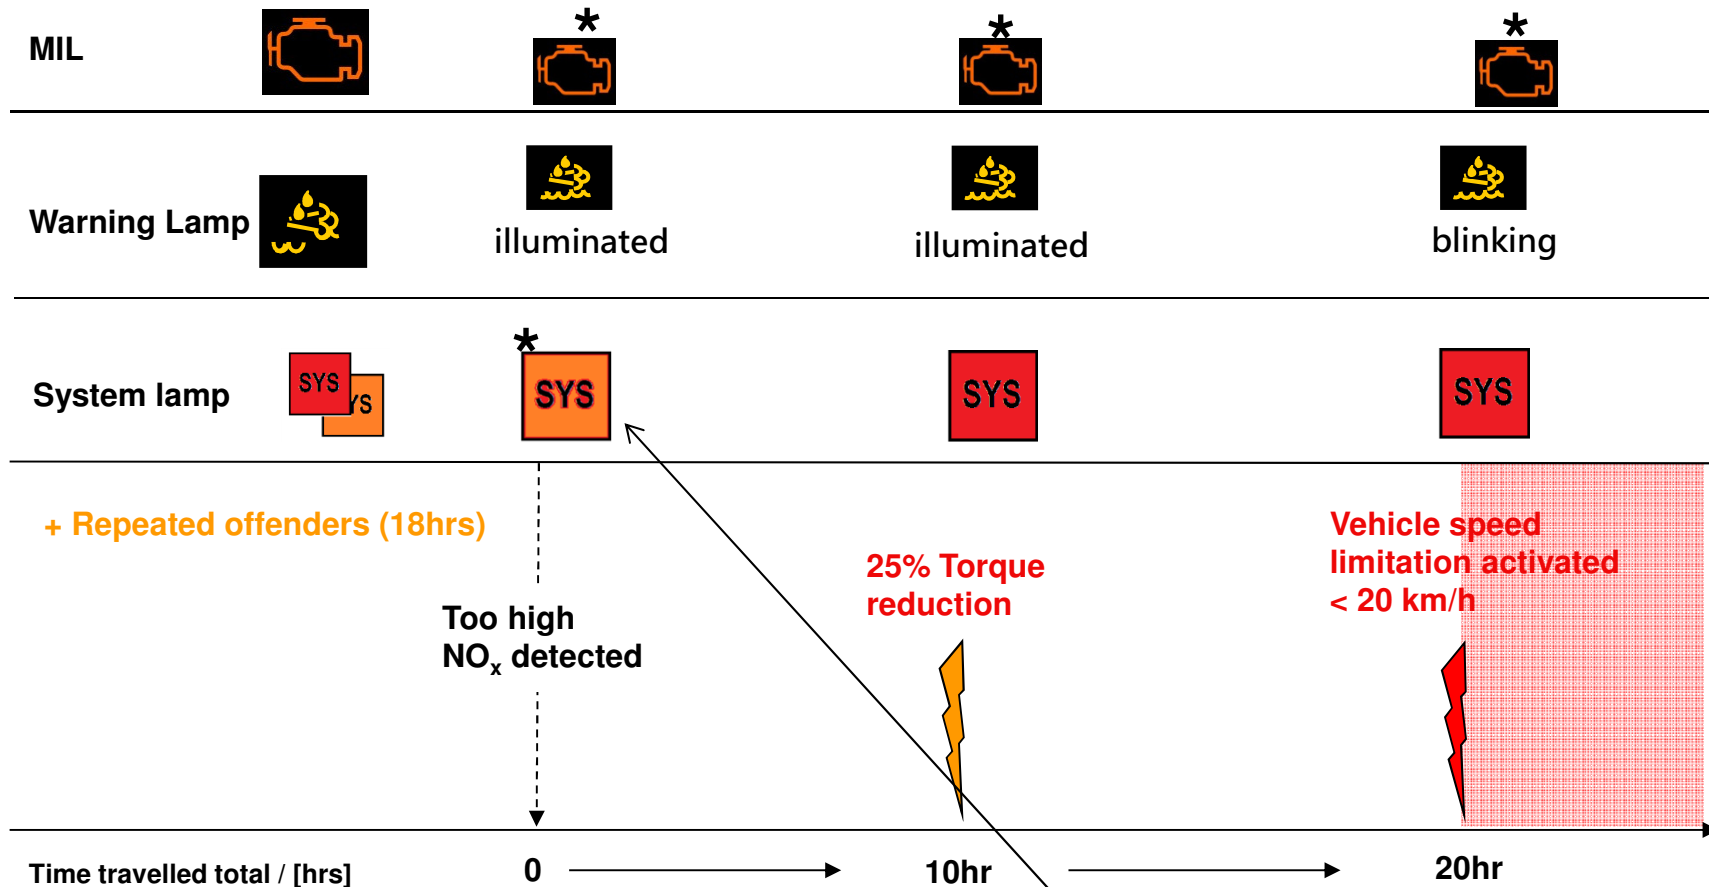 MIL
*
*
*
Warning Lamp
illuminated
illuminated
blinking
*
System lamp
SYS
YS
SYS
SYS
SYS
+ Repeated offenders (18hrs)
Too high
NOx detected
25% Torque
reduction
Vehicle speed
limitation activated
< 20 km/h
Time travelled total / [hrs]
0
10hr
20hr